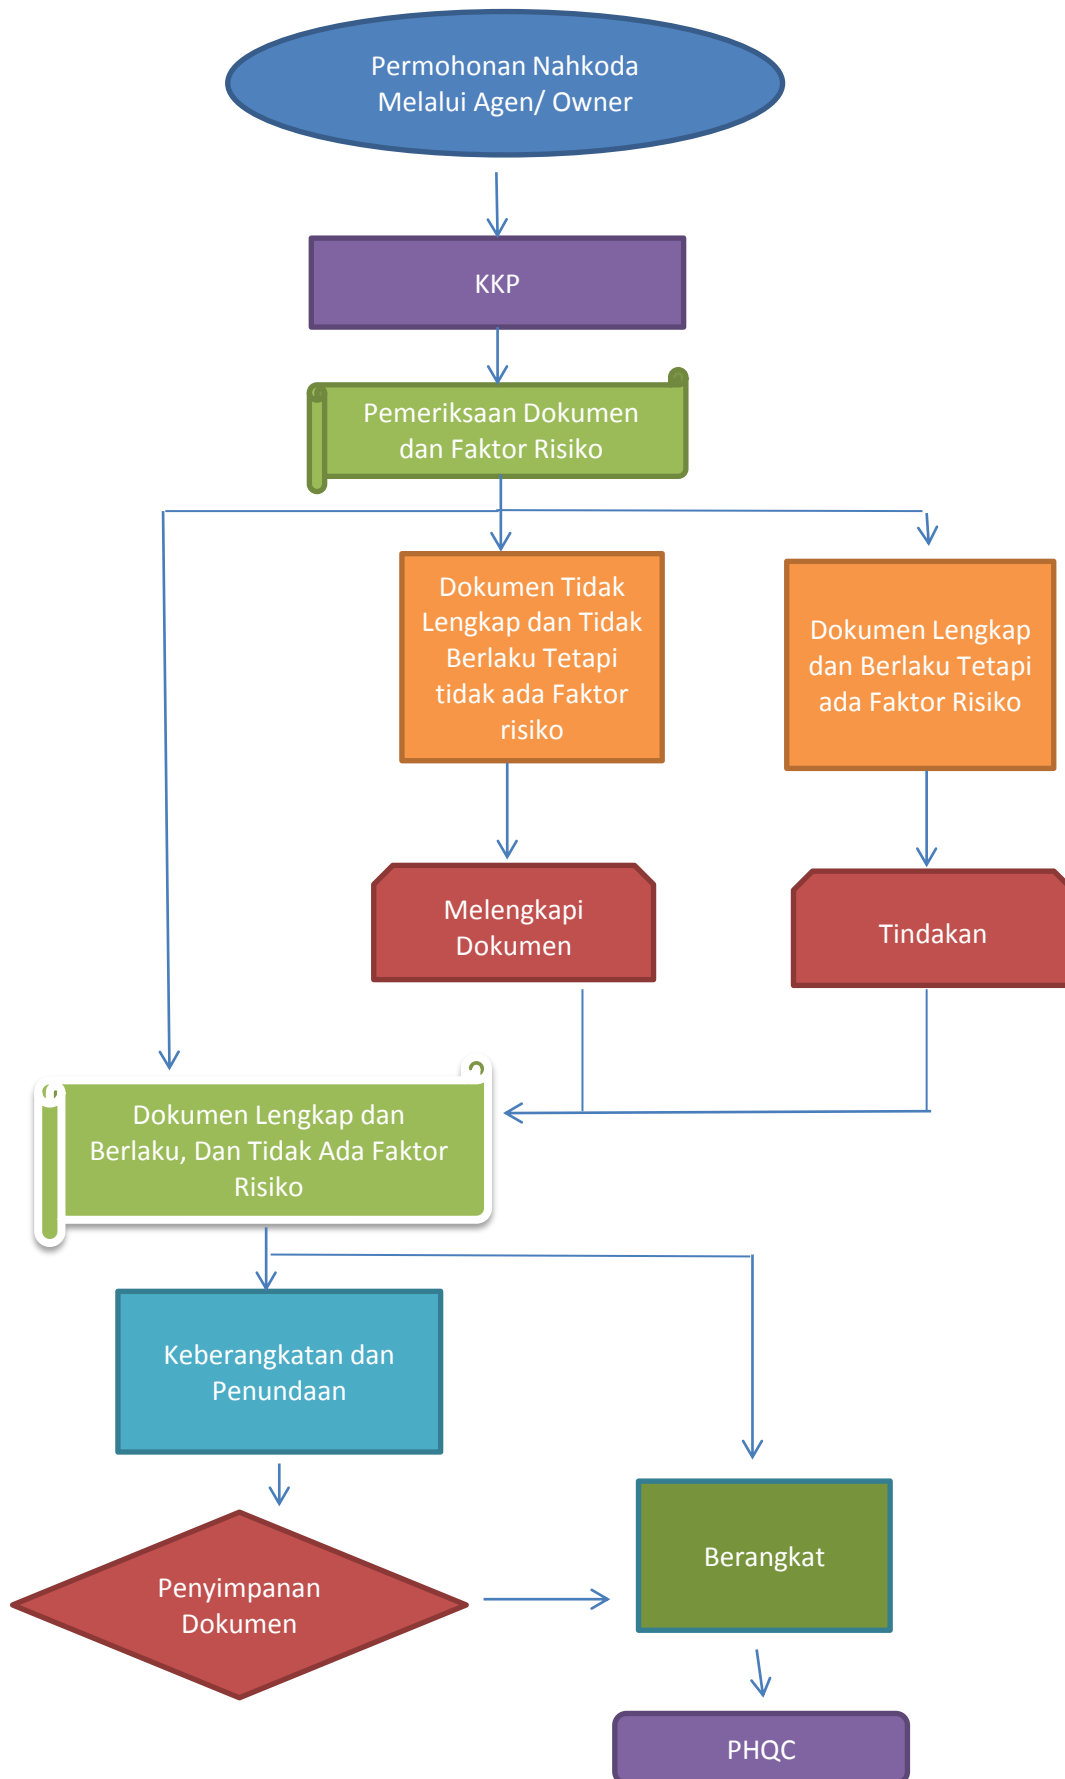 Permohonan Nahkoda
Melalui Agen/ Owner
KKP
Pemeriksaan Dokumen
dan Faktor Risiko
Dokumen Tidak
Lengkap dan Tidak
Berlaku Tetapi
tidak ada Faktor
risiko
Dokumen Lengkap
dan Berlaku Tetapi
ada Faktor Risiko
Melengkapi
Dokumen
Tindakan
Dokumen Lengkap dan
Berlaku, Dan Tidak Ada Faktor
Risiko
Keberangkatan dan
Penundaan
Berangkat
Penyimpanan
Dokumen
PHQC